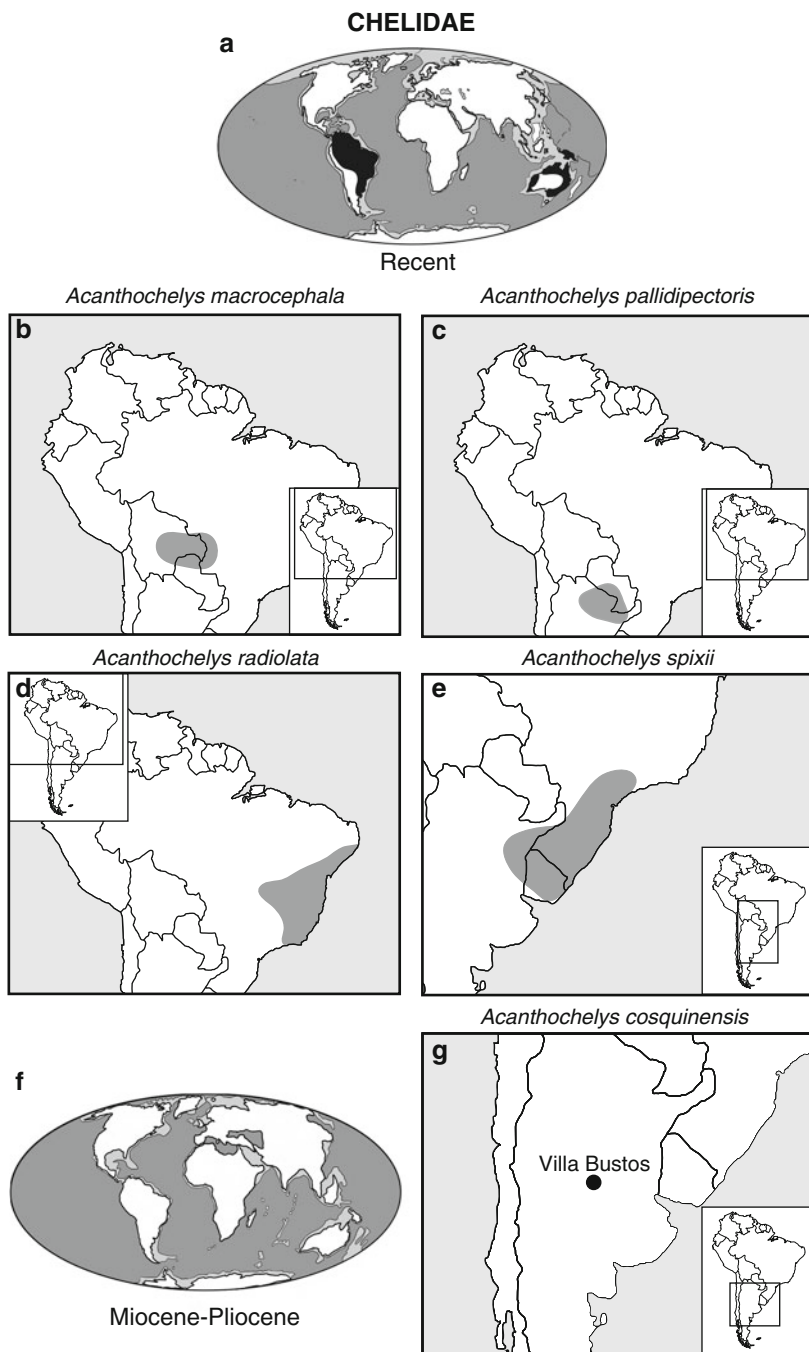 CHELIDAE
a
Recent
Acanthochelys macrocephala
Acanthochelys pallidipectoris
b
c
Acanthochelys radiolata
Acanthochelys spixii
d
e
Acanthochelys cosquinensis
f
g
Villa Bustos
Miocene-Pliocene